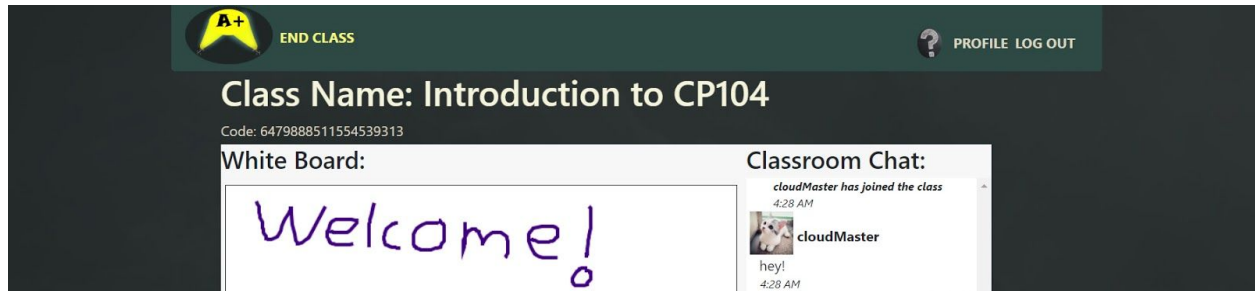 A+
END CLASS
? PROFILE LOG OUT
Class Name: Introduction to CP104
Code: 6479888511554539313
White Board:
Welcome!
Classroom Chat:
cloudMaster has joined the class
4:28 AM
cloudMaster
hey!
4:28 AM